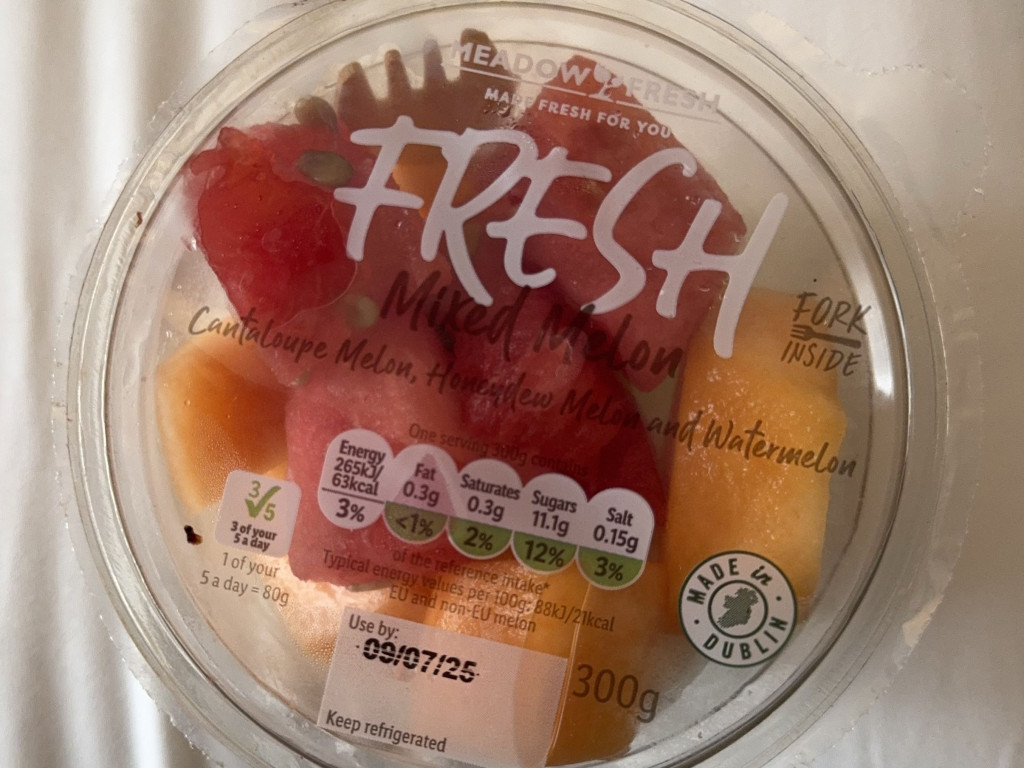 MEADOW FRESH
MADE FRESH FOR YOU
FRESH
Mixed Melon
Cantaloupe Melon, Honeydew Melon and Watermelon
FORK
INSIDE
One serving 300g contains
Energy
265kJ/
63kcal
3%
Fat
0.3g
<1%
Saturates
0.3g
2%
Sugars
11.1g
12%
Salt
0.15g
3%
of the reference intake*
Typical energy values per 100g: 88kJ/21kcal
EU and non-EU melon
3 5
3 of your
5 a day
1 of your
5 a day = 80g
MADE in
DUBLIN
Use by:
09/07/25
Keep refrigerated
300g